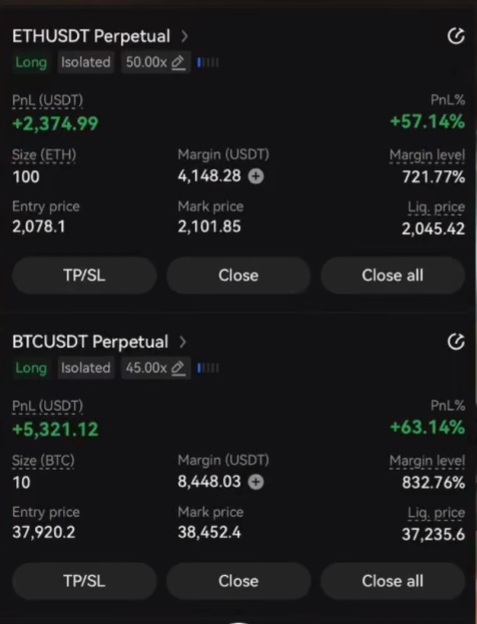 ETHUSDT Perpetual
Long Isolated 50.00x
PnL (USDT) PnL%
+2,374.99 +57.14%
Size (ETH) Margin (USDT) Margin level
100 4,148.28 721.77%
Entry price Mark price Liq. price
2,078.1 2,101.85 2,045.42
TP/SL Close Close all
BTCUSDT Perpetual
Long Isolated 45.00x
PnL (USDT) PnL%
+5,321.12 +63.14%
Size (BTC) Margin (USDT) Margin level
10 8,448.03 832.76%
Entry price Mark price Liq. price
37,920.2 38,452.4 37,235.6
TP/SL Close Close all